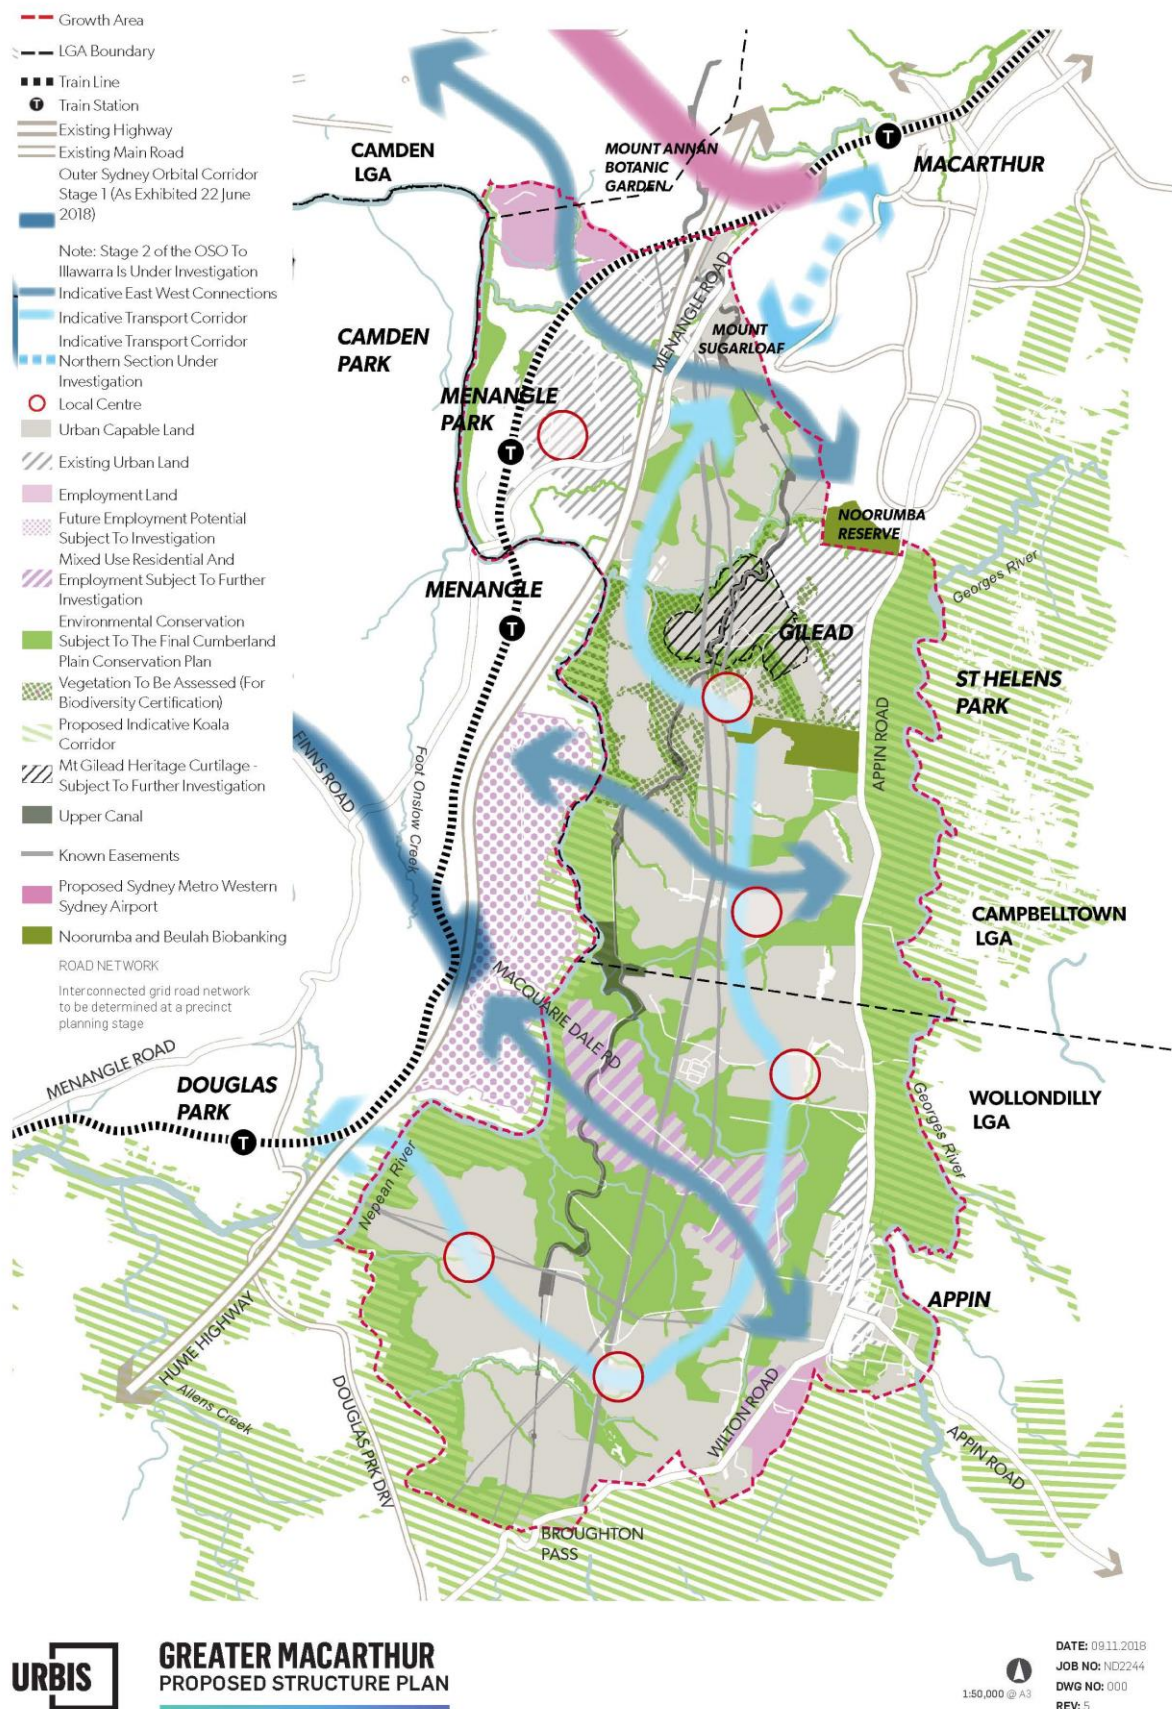 Growth Area
LGA Boundary
Train Line
T Train Station
Existing Highway
Existing Main Road
Outer Sydney Orbital Corridor
Stage 1 (As Exhibited 22 June
2018)
Note: Stage 2 of the OSO To
Illawarra Is Under Investigation
Indicative East West Connections
Indicative Transport Corridor
Indicative Transport Corridor
Northern Section Under
Investigation
Local Centre
Urban Capable Land
Existing Urban Land
Employment Land
Future Employment Potential
Subject To Investigation
Mixed Use Residential And
Employment Subject To Further
Investigation
Environmental Conservation
Subject To The Final Cumberland
Plain Conservation Plan
Vegetation To Be Assessed (For
Biodiversity Certification)
Proposed Indicative Koala
Corridor
Mt Gilead Heritage Curtilage -
Subject To Further Investigation
Upper Canal
Known Easements
Proposed Sydney Metro Western
Sydney Airport
Noorumba and Beulah Biobanking
ROAD NETWORK
Interconnected grid road network
to be determined at a precinct
planning stage
CAMDEN
LGA
MOUNT ANNAN
BOTANIC
GARDEN
T
MACARTHUR
MENANGLE ROAD
CAMDEN
PARK
MOUNT
SUGARLOAF
MENANGLE
PARK
T
NOORUMBA
RESERVE
Georges River
MENANGLE
T
GILEAD
ST HELENS
PARK
APPIN ROAD
FINNS ROAD
Foot Onslow Creek
CAMPBELLTOWN
LGA
MACQUARIE DALE RD
MENANGLE ROAD
DOUGLAS
PARK
T
WOLLONDILLY
LGA
Georges River
Nepean River
APPIN
HUME HIGHWAY
Allens Creek
DOUGLAS PRK DRV
WILTON ROAD
APPIN ROAD
BROUGHTON
PASS
URBIS
GREATER MACARTHUR
PROPOSED STRUCTURE PLAN
1:50,000 @ A3
DATE: 09.11.2018
JOB NO: ND2244
DWG NO: 000
REV: 5